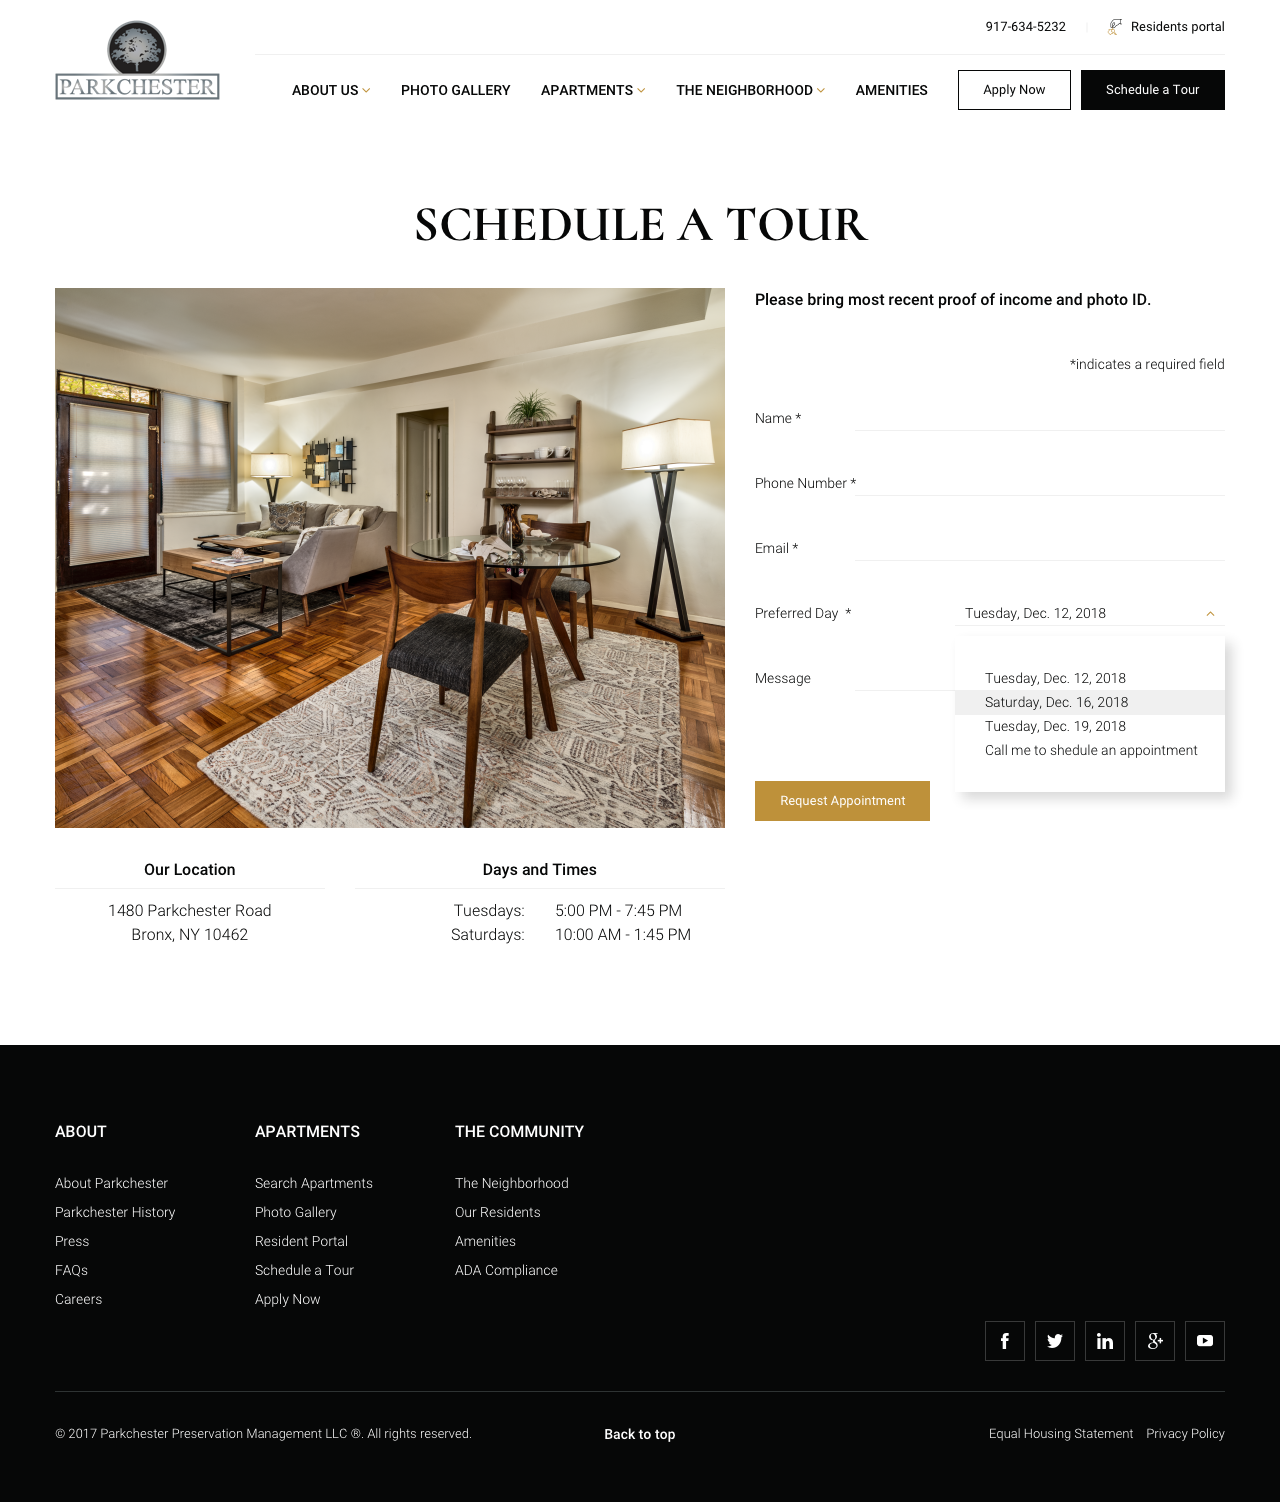 917-634-5232
Residents portal
PARKCHESTER
ABOUT US
PHOTO GALLERY
APARTMENTS
THE NEIGHBORHOOD
AMENITIES
Apply Now
Schedule a Tour
SCHEDULE A TOUR
Please bring most recent proof of income and photo ID.
*indicates a required field
Name *
Phone Number *
Email *
Preferred Day *
Tuesday, Dec. 12, 2018
Message
Tuesday, Dec. 12, 2018
Saturday, Dec. 16, 2018
Tuesday, Dec. 19, 2018
Call me to shedule an appointment
Request Appointment
Our Location
1480 Parkchester Road
Bronx, NY 10462
Days and Times
Tuesdays: 5:00 PM - 7:45 PM
Saturdays: 10:00 AM - 1:45 PM
ABOUT
About Parkchester
Parkchester History
Press
FAQs
Careers
APARTMENTS
Search Apartments
Photo Gallery
Resident Portal
Schedule a Tour
Apply Now
THE COMMUNITY
The Neighborhood
Our Residents
Amenities
ADA Compliance
© 2017 Parkchester Preservation Management LLC ®. All rights reserved.
Back to top
Equal Housing Statement
Privacy Policy